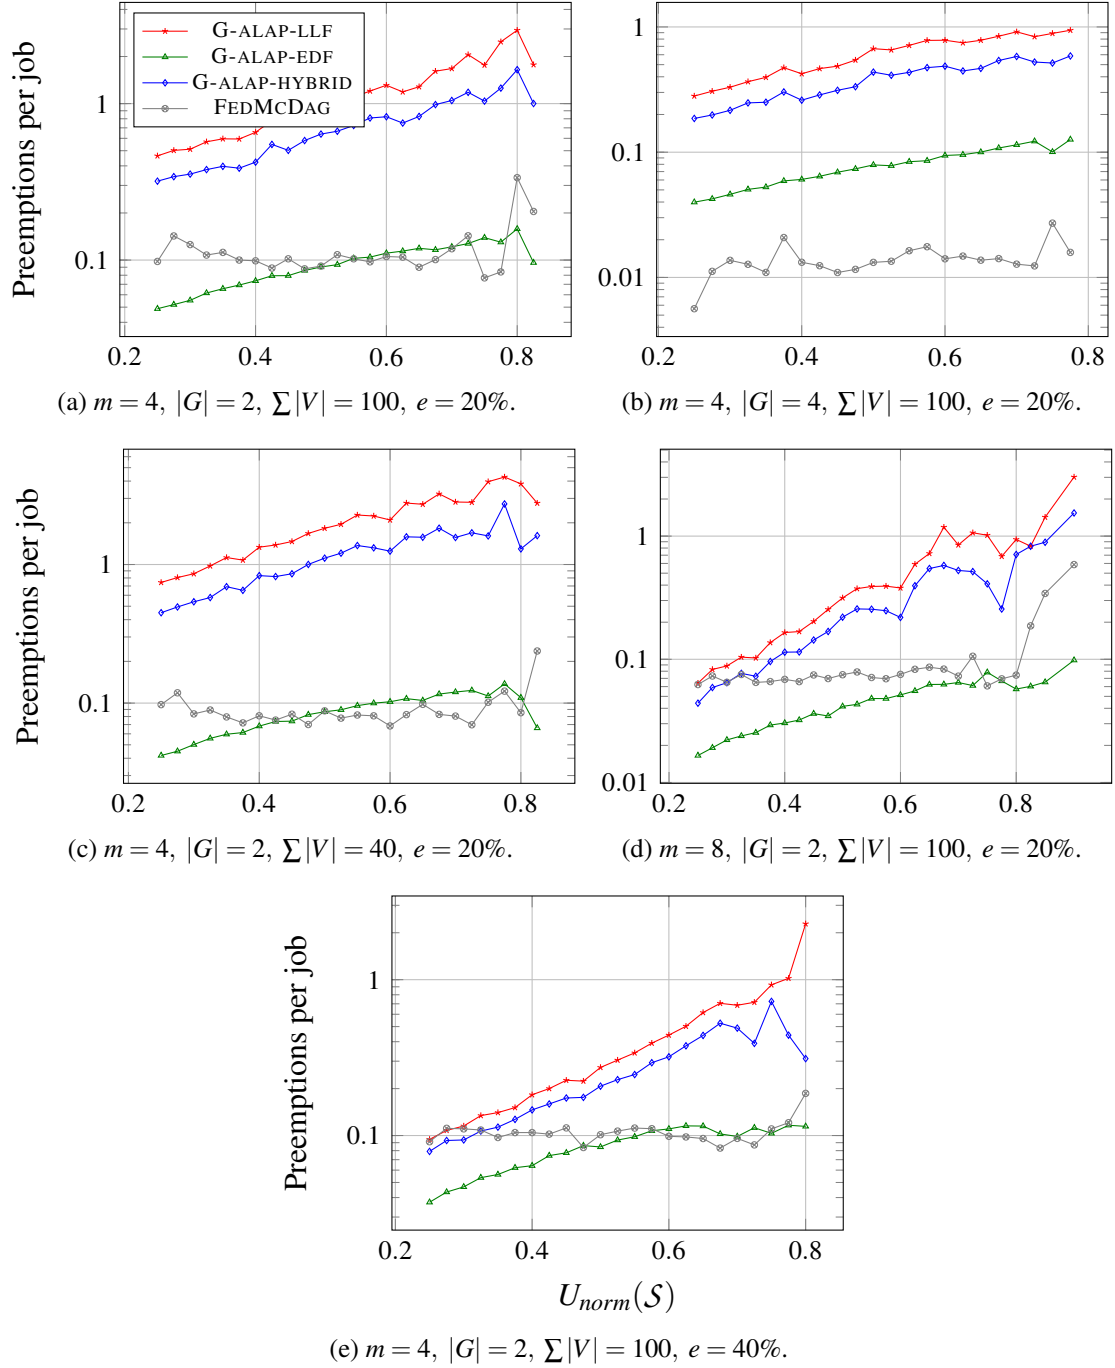 G-ALAP-LLF
G-ALAP-EDF
G-ALAP-HYBRID
FEDMCDAG
Preemptions per job
1
0.1
0.2 0.4 0.6 0.8
1
0.1
0.01
0.2 0.4 0.6 0.8
(a) m = 4, |G| = 2, ∑|V| = 100, e = 20%.
(b) m = 4, |G| = 4, ∑|V| = 100, e = 20%.
Preemptions per job
1
0.1
0.2 0.4 0.6 0.8
1
0.1
0.01
0.2 0.4 0.6 0.8
(c) m = 4, |G| = 2, ∑|V| = 40, e = 20%.
(d) m = 8, |G| = 2, ∑|V| = 100, e = 20%.
Preemptions per job
1
0.1
0.2 0.4 0.6 0.8
U_norm(S)
(e) m = 4, |G| = 2, ∑|V| = 100, e = 40%.